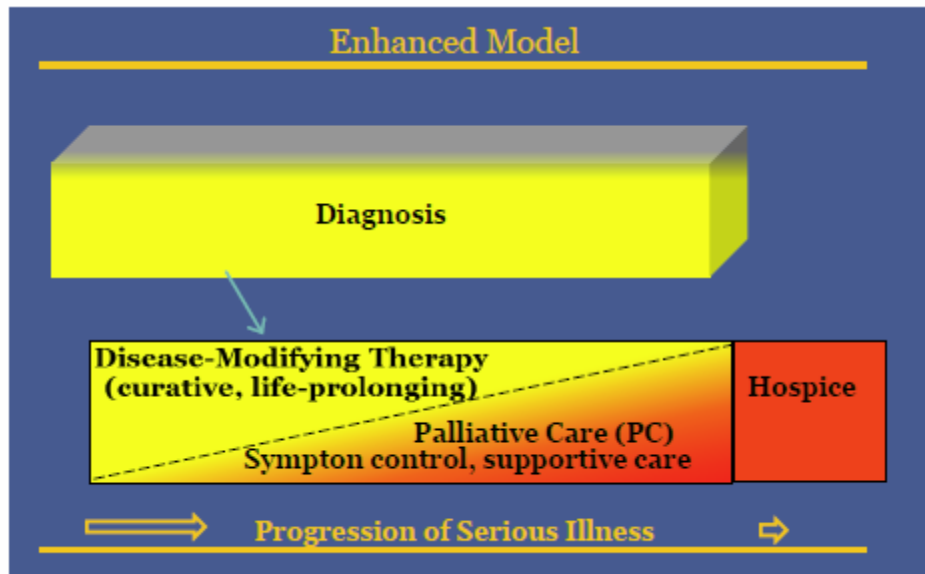 Enhanced Model
Diagnosis
Disease-Modifying Therapy
(curative, life-prolonging)
Hospice
Palliative Care (PC)
Sympton control, supportive care
Progression of Serious Illness